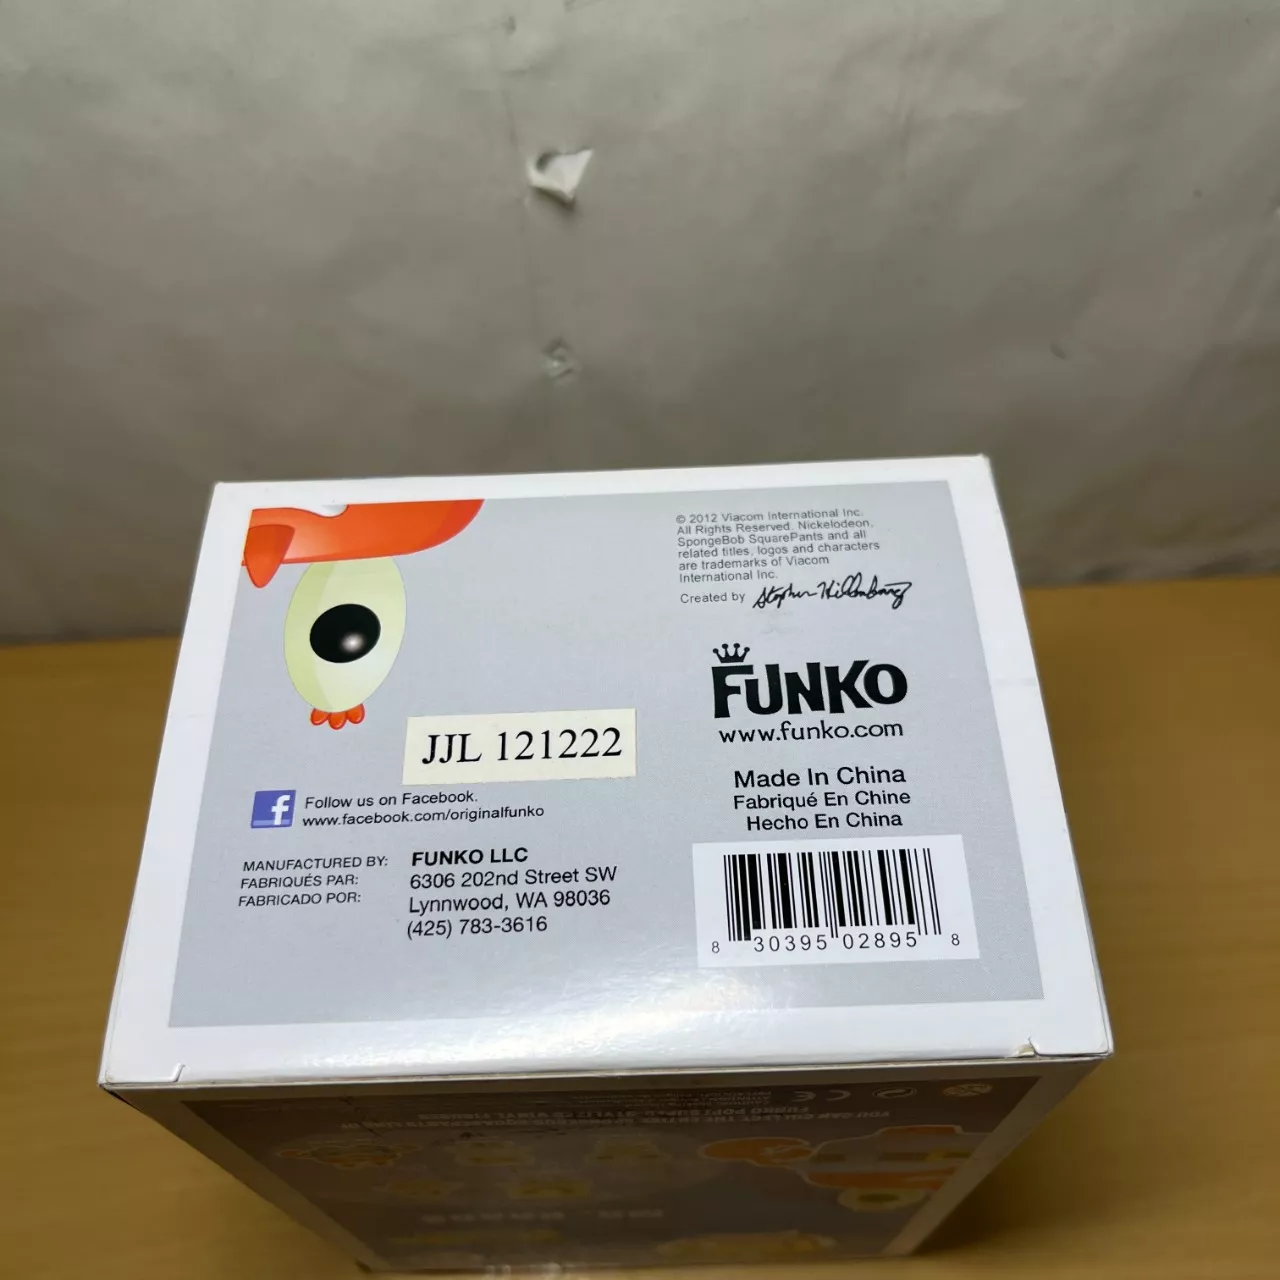 © 2012 Viacom International Inc.
All Rights Reserved. Nickelodeon,
SpongeBob SquarePants and all
related titles, logos and characters
are trademarks of Viacom
International Inc.
Created by Stephen Hillenburg
FUNKO
www.funko.com
JJL 121222
Made In China
Fabriqué En Chine
Hecho En China
f
Follow us on Facebook.
www.facebook.com/originalfunko
MANUFACTURED BY:
FABRIQUÉS PAR:
FABRICADO POR:
FUNKO LLC
6306 202nd Street SW
Lynnwood, WA 98036
(425) 783-3616
8 30395 02895 8
CE